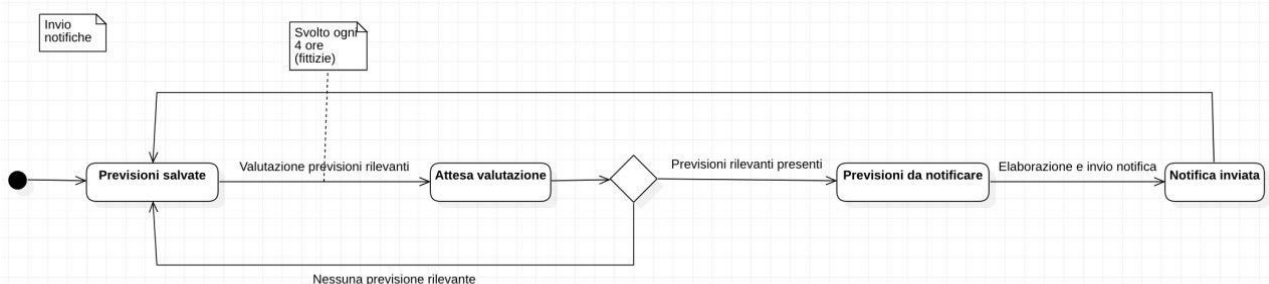 Invio
notifiche
Svolto ogni
4 ore
(fittizie)
Valutazione previsioni rilevanti
Previsioni rilevanti presenti
Elaborazione e invio notifica
Previsioni salvate
Attesa valutazione
Previsioni da notificare
Notifica inviata
Nessuna previsione rilevante